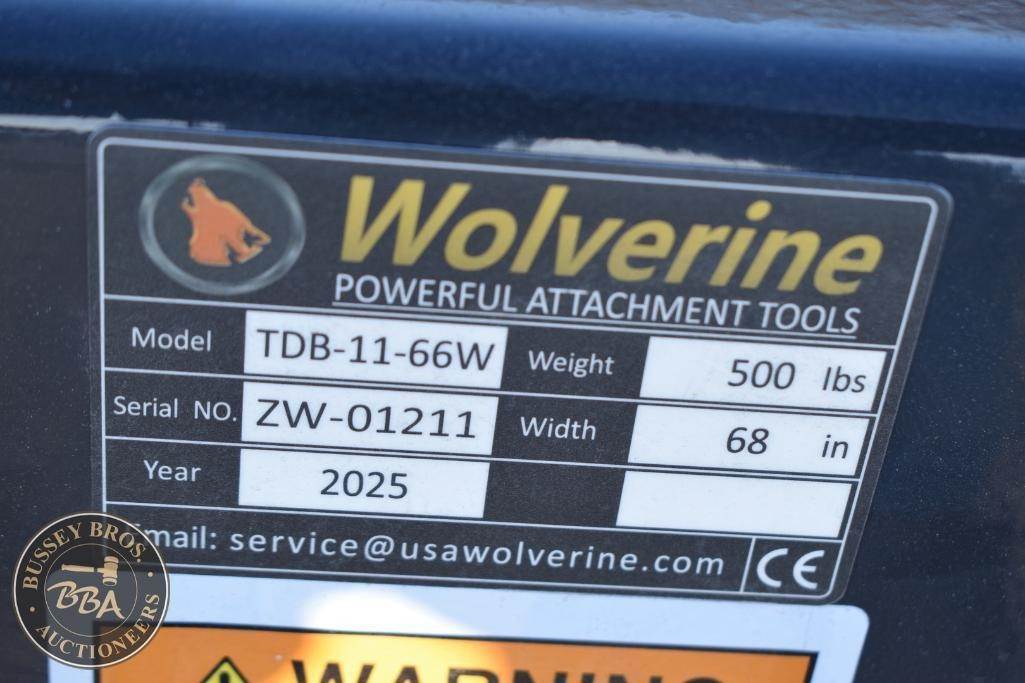 Wolverine
POWERFUL ATTACHMENT TOOLS
Model TDB-11-66W Weight 500 lbs
Serial NO. ZW-01211 Width 68 in
Year 2025
Email: service@usawolverine.com CE
BUSSEY BROS.
BBA
AUCTIONEERS
WARNING